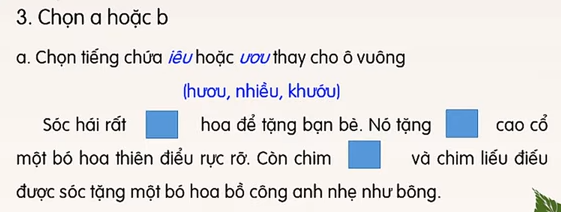 3. Chọn a hoặc b
a. Chọn tiếng chứa iêu hoặc ươu thay cho ô vuông
(hươu, nhiều, khướu)
Sóc hái rất hoa để tặng bạn bè. Nó tặng cao cổ
một bó hoa thiên điểu rực rỡ. Còn chim và chim liếu điếu
được sóc tặng một bó hoa bồ công anh nhẹ như bông.